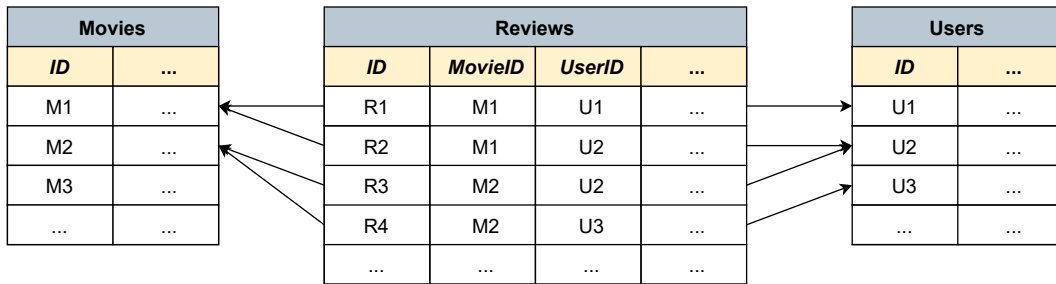 Movies
ID ...
M1 ...
M2 ...
M3 ...
... ...
Reviews
ID MovieID UserID ...
R1 M1 U1 ...
R2 M1 U2 ...
R3 M2 U2 ...
R4 M2 U3 ...
... ... ... ...
Users
ID ...
U1 ...
U2 ...
U3 ...
... ...